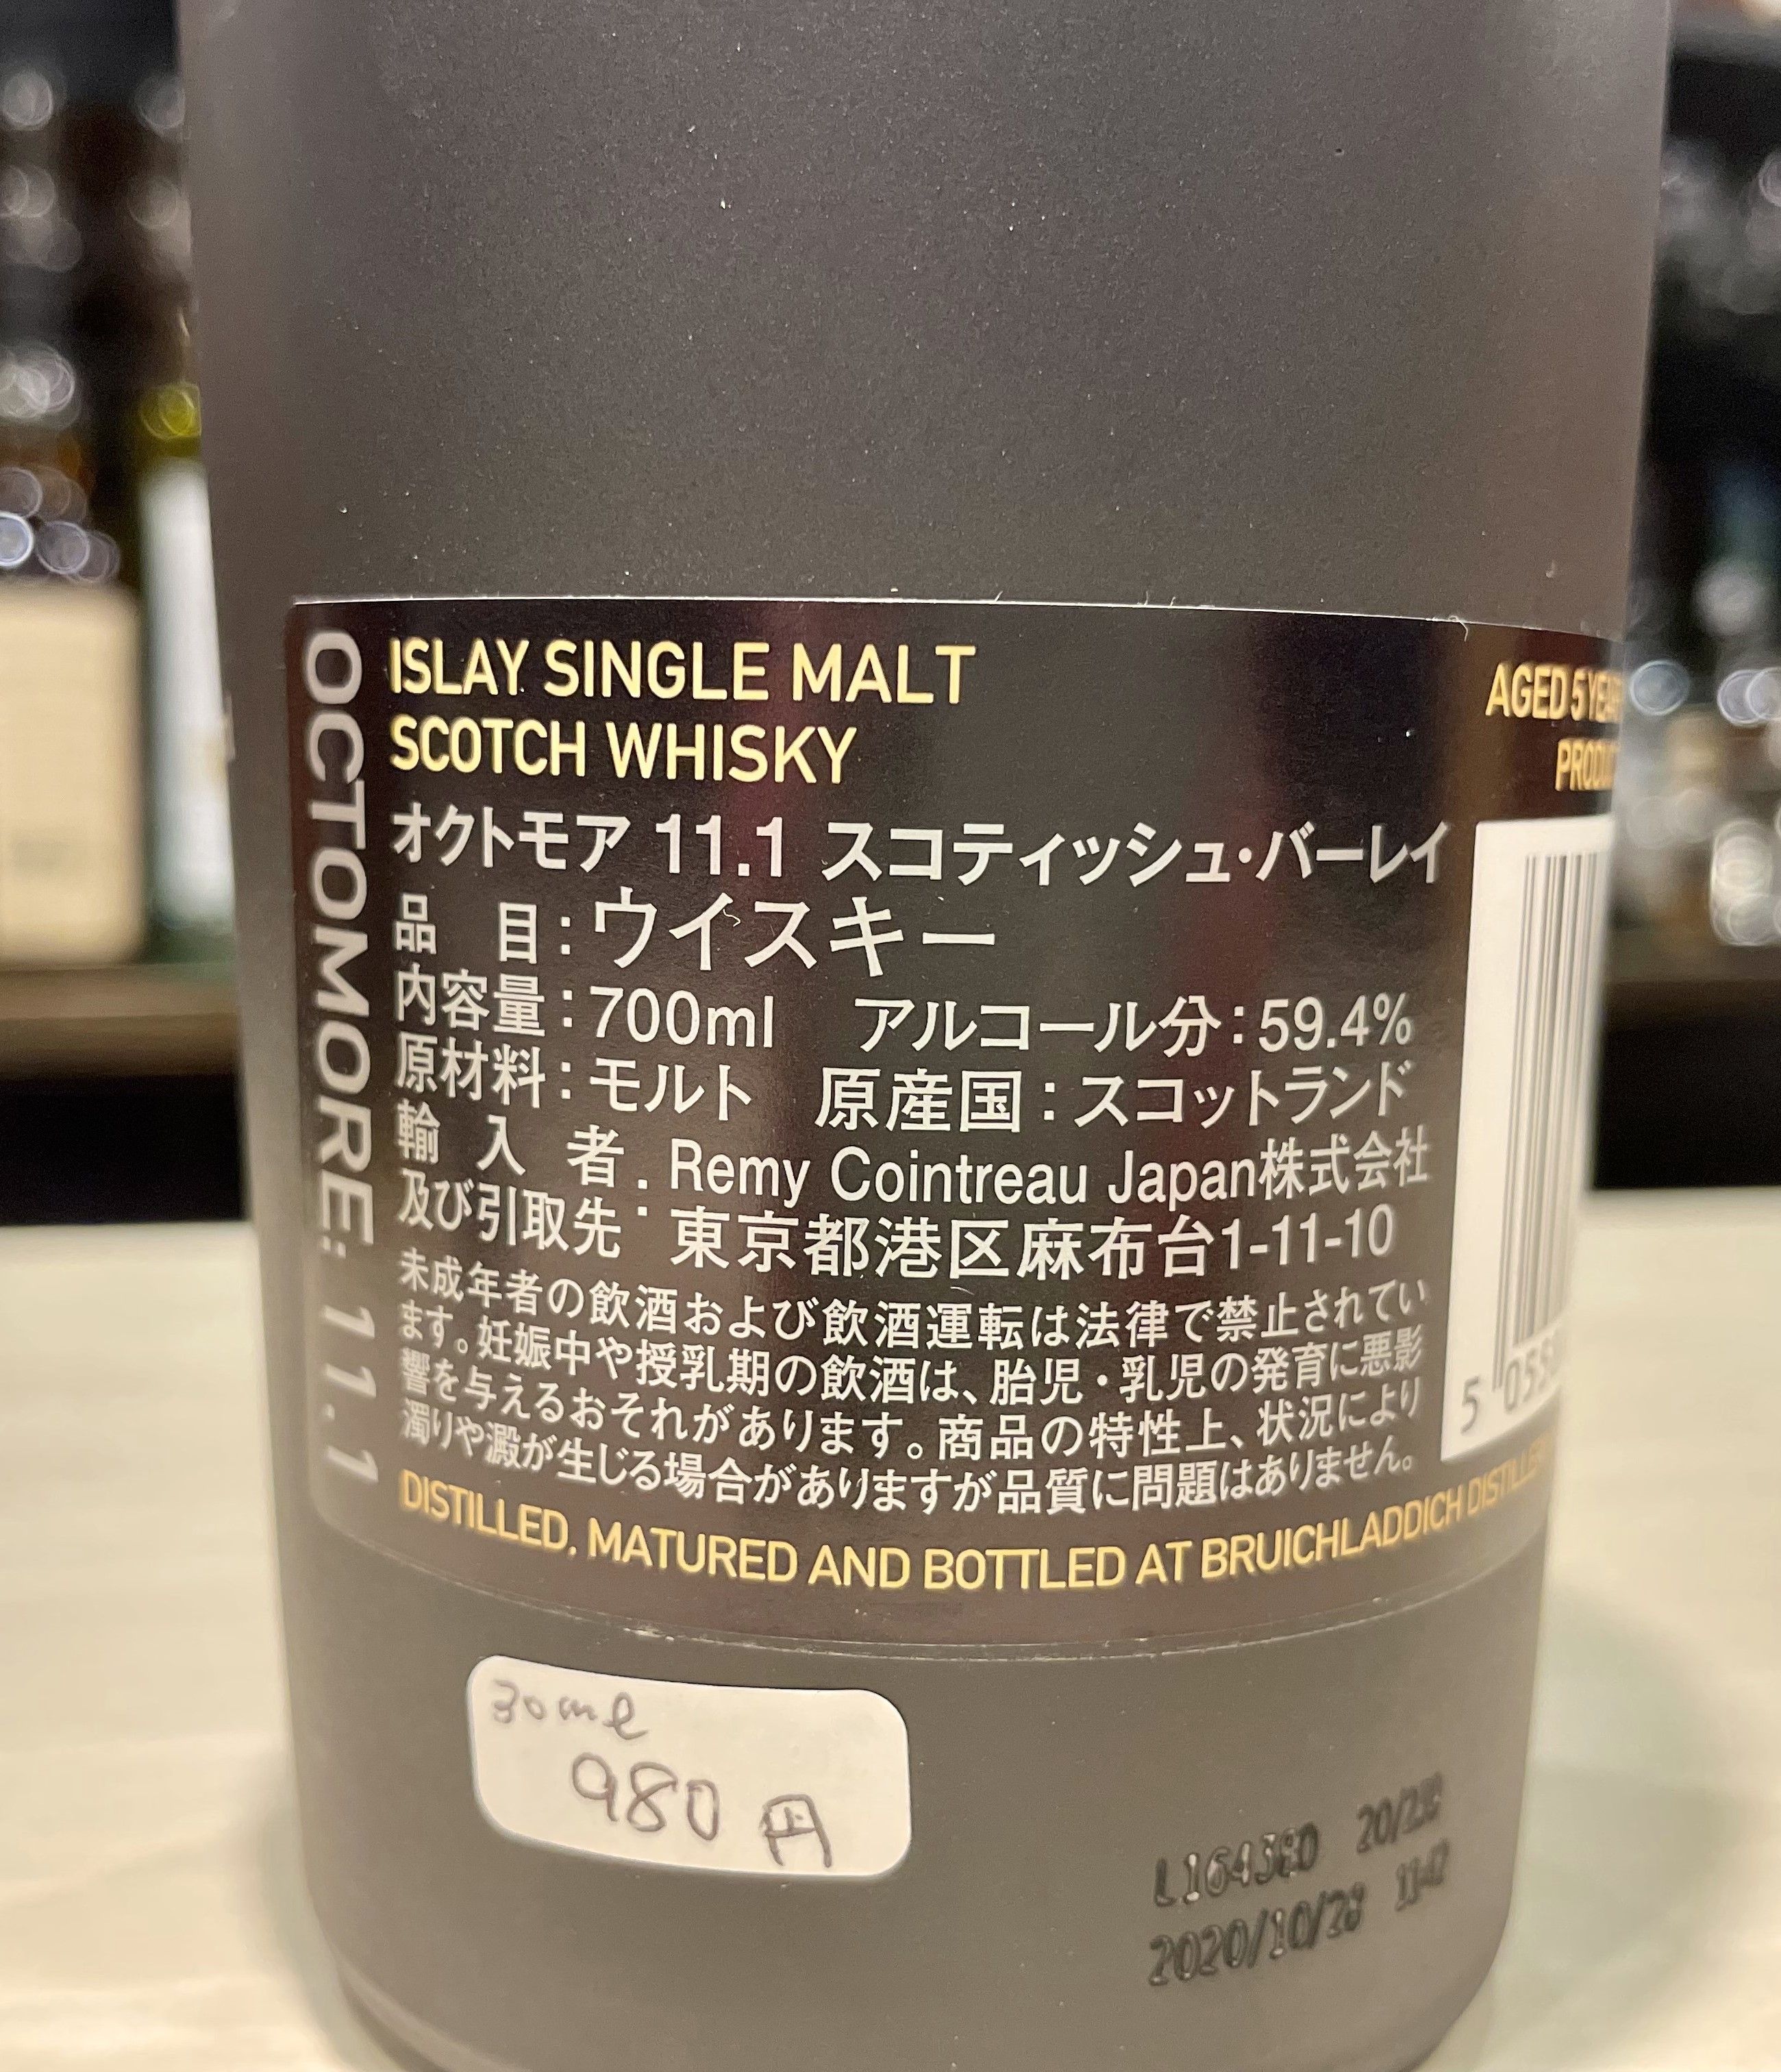 OCTOMORE: 11.1
ISLAY SINGLE MALT
SCOTCH WHISKY
オクトモア 11.1 スコティッシュ・バーレイ
品 目：ウイスキー
内容量：700ml アルコール分：59.4%
原材料：モルト 原産国：スコットランド
輸入者
及び引取先：
Remy Cointreau Japan株式会社
東京都港区麻布台1-11-10
未成年者の飲酒および飲酒運転は法律で禁止されてい
ます。妊娠中や授乳期の飲酒は、胎児・乳児の発育に悪影
響を与えるおそれがあります。商品の特性上、状況により
濁りや澱が生じる場合がありますが品質に問題はありません。
DISTILLED, MATURED AND BOTTLED AT BRUICHLADDICH
AGED 5
5
30ml
980円
L164380
2020/10/28 11:42